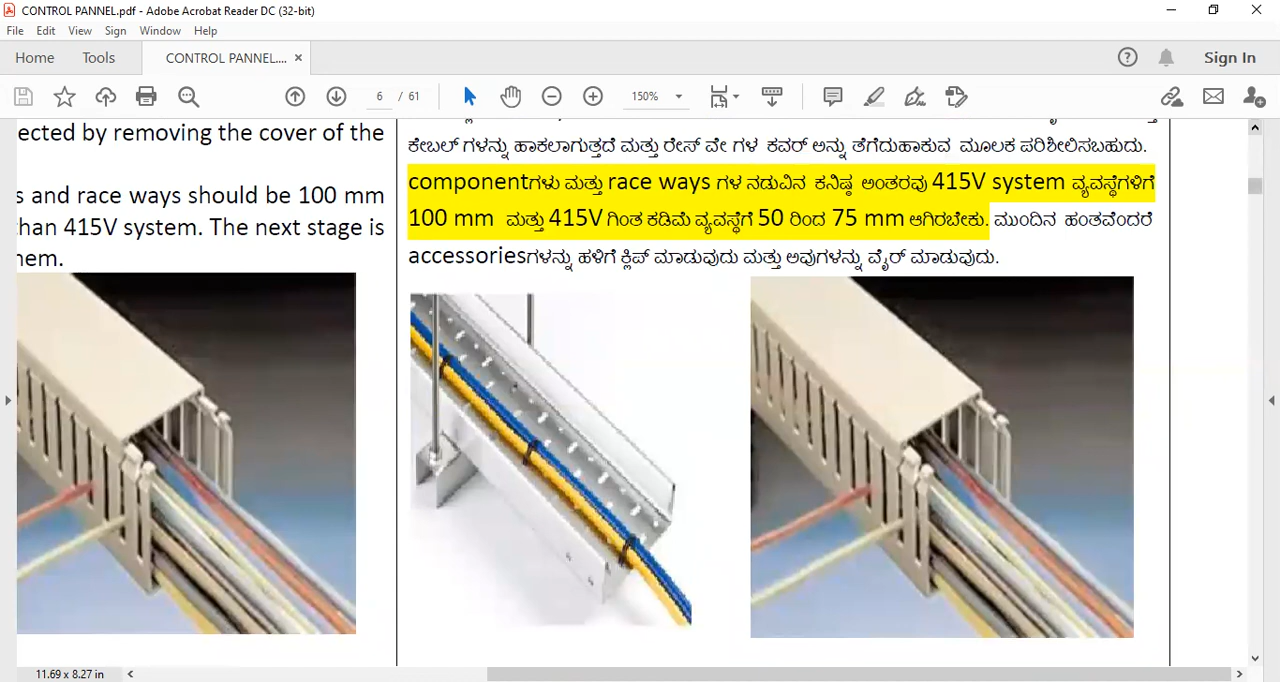 CONTROL PANNEL.pdf - Adobe Acrobat Reader DC (32-bit)
File Edit View Sign Window Help
Home Tools CONTROL PANNEL.... × Sign In
6 / 61 150%
ected by removing the cover of the
s and race ways should be 100 mm
han 415V system. The next stage is
nem.
ಕೇಬಲ್ ಗಳನ್ನು ಹಾಕಲಾಗುತ್ತದೆ ಮತ್ತು ರೇಸ್ ವೇ ಗಳ ಕವರ್ ಅನ್ನು ತೆಗೆದುಹಾಕುವ ಮೂಲಕ ಪರಿಶೀಲಿಸಬಹುದು.
componentಗಳು ಮತ್ತು race ways ಗಳ ನಡುವಿನ ಕನಿಷ್ಠ ಅಂತರವು 415V system ವ್ಯವಸ್ಥೆಗಳಿಗೆ
100 mm ಮತ್ತು 415V ಗಿಂತ ಕಡಿಮೆ ವ್ಯವಸ್ಥೆಗೆ 50 ರಿಂದ 75 mm ಆಗಿರಬೇಕು. ಮುಂದಿನ ಹಂತವೆಂದರೆ
accessoriesಗಳನ್ನು ಹಳಿಗೆ ಕ್ಲಿಪ್ ಮಾಡುವುದು ಮತ್ತು ಅವುಗಳನ್ನು ವೈರ್ ಮಾಡುವುದು.
11.69 x 8.27 in